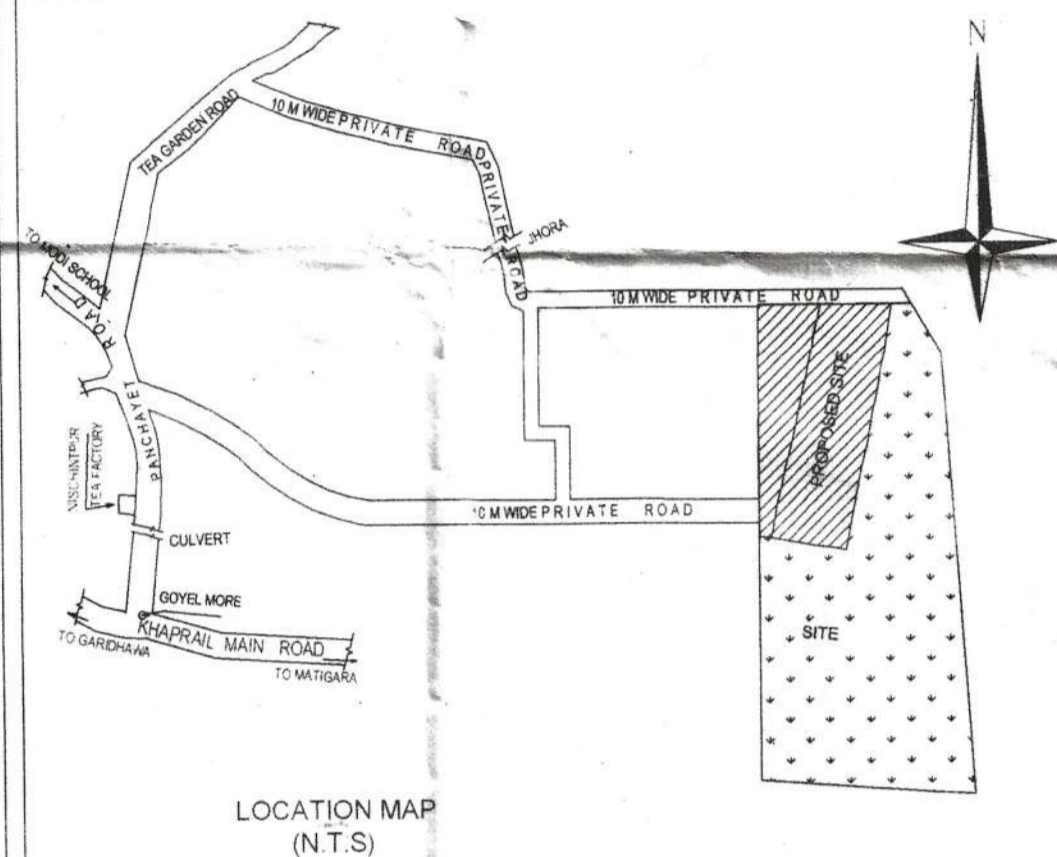 N
TEA GARDEN ROAD
10 M WIDE PRIVATE ROAD
PRIVATE ROAD
JHORA
TO MODI SCHOOL
ROAD
10 M WIDE PRIVATE ROAD
PROPOSED SITE
PANCHAYET
NISCHINTPUR
TEA FACTORY
10 M WIDE PRIVATE ROAD
CULVERT
GOYEL MORE
KHAPRAIL MAIN ROAD
TO GARIDHAWA
TO MATIGARA
SITE
LOCATION MAP
(N.T.S)